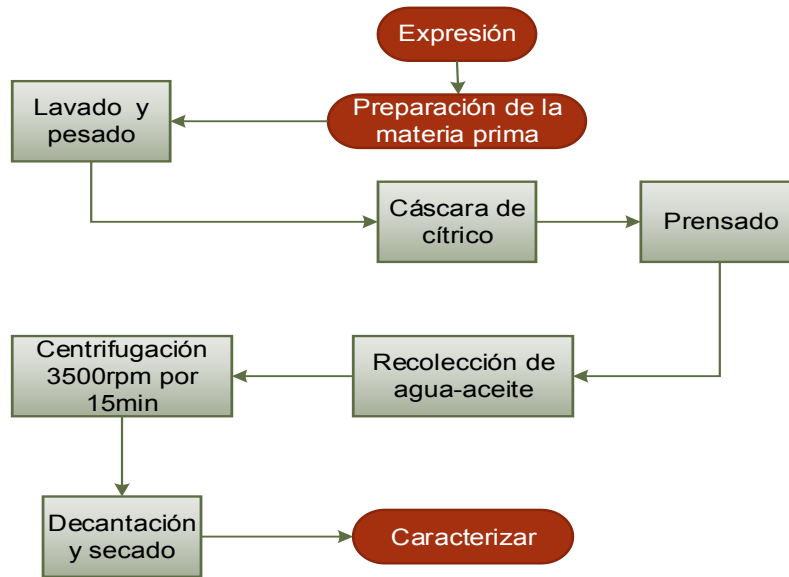 Expresión
Preparación de la
materia prima
Lavado y
pesado
Cáscara de
cítrico
Prensado
Recolección de
agua-aceite
Centrifugación
3500rpm por
15min
Decantación
y secado
Caracterizar